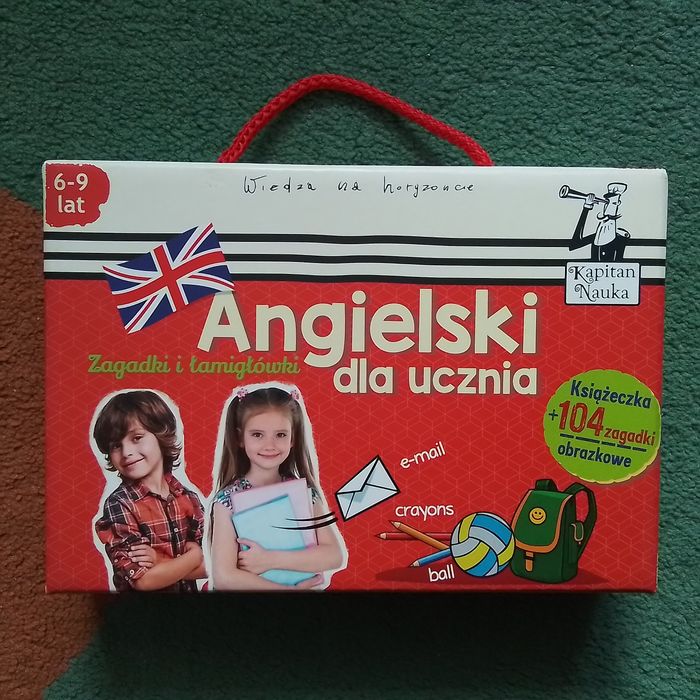 6-9
lat
Wiedza na horyzoncie
Kapitan
Nauka
Angielski
dla ucznia
Zagadki i łamigłówki
Książeczka
+104 zagadki
obrazkowe
e-mail
crayons
ball